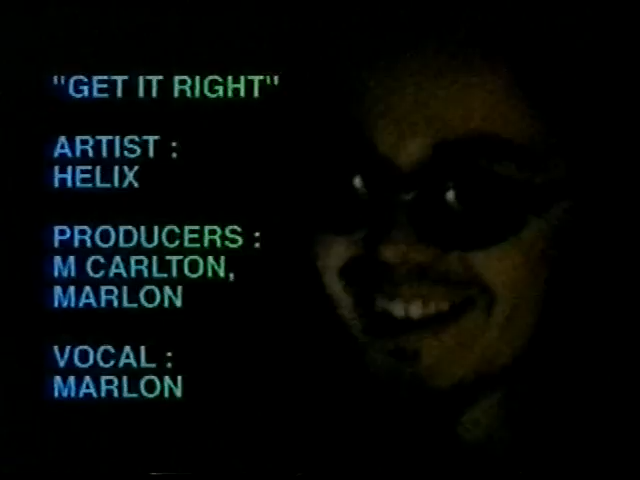 "GET IT RIGHT"
ARTIST :
HELIX
PRODUCERS :
M CARLTON,
MARLON
VOCAL :
MARLON